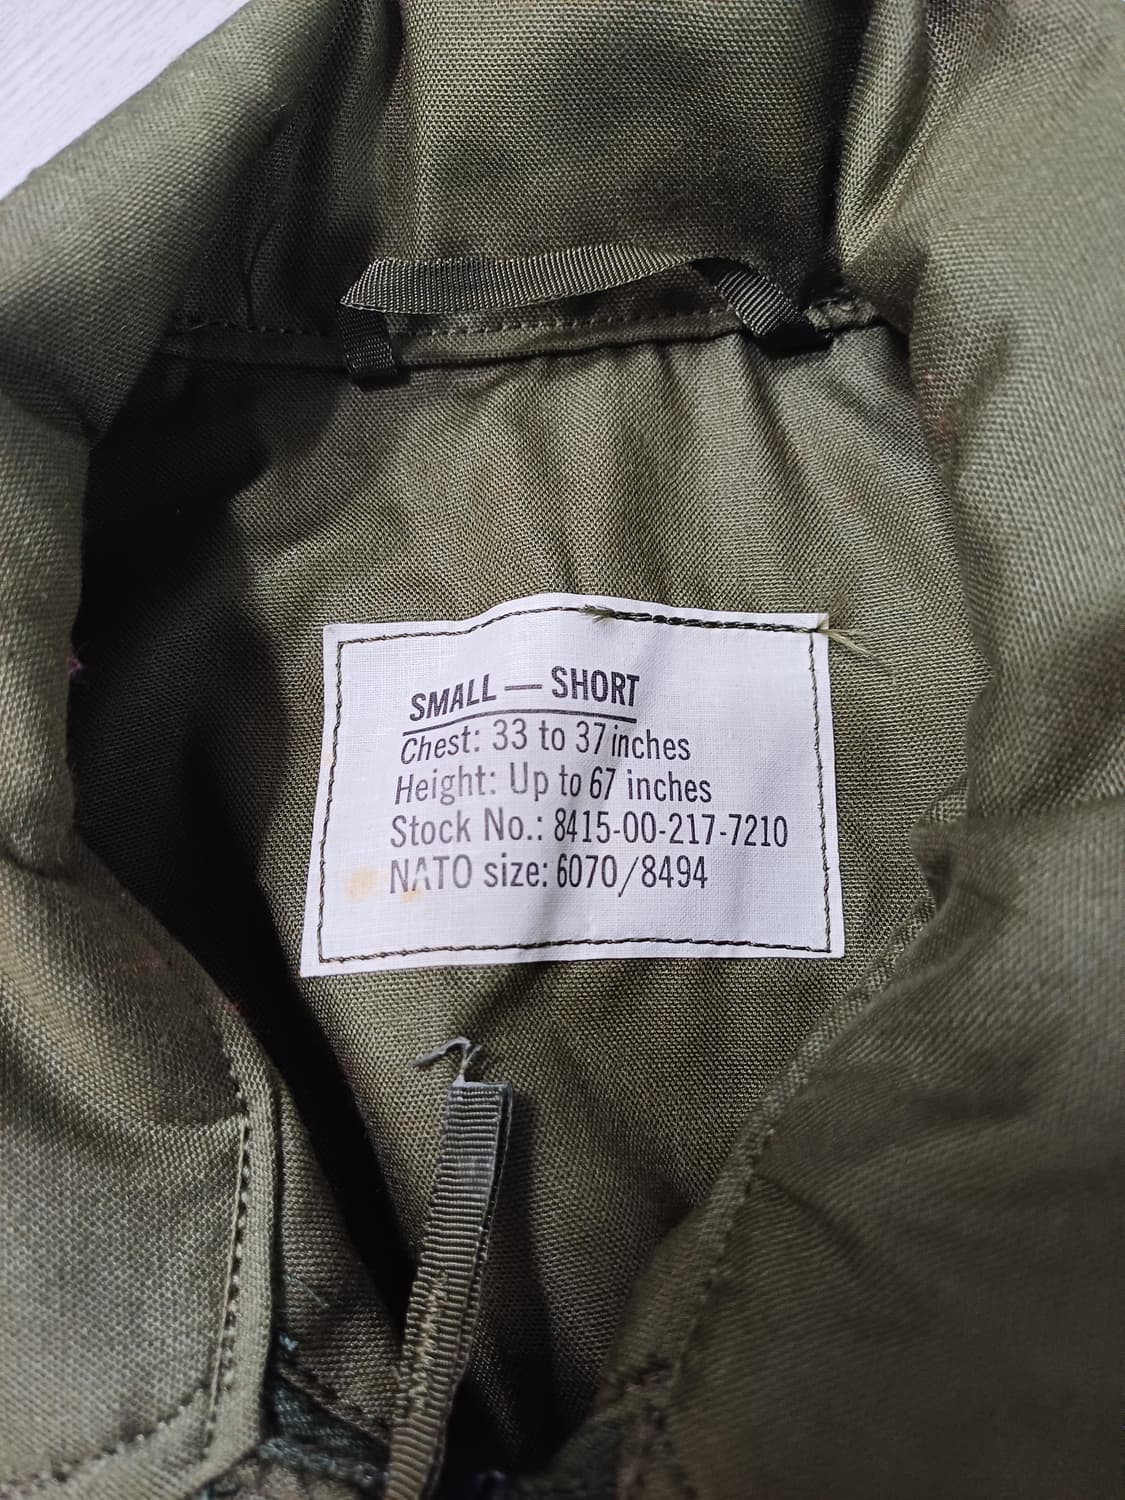 SMALL — SHORT
Chest: 33 to 37 inches
Height: Up to 67 inches
Stock No.: 8415-00-217-7210
NATO size: 6070/8494